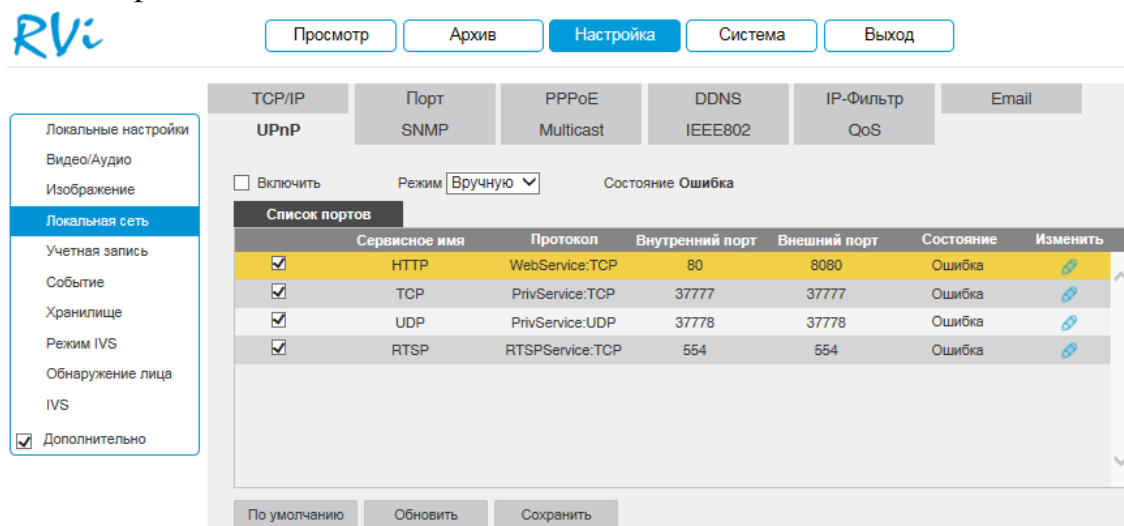 RVi
Просмотр Архив Настройка Система Выход
TCP/IP Порт PPPoE DDNS IP-Фильтр Email
UPnP SNMP Multicast IEEE802 QoS
Локальные настройки
Видео/Аудио
Изображение
Локальная сеть
Учетная запись
Событие
Хранилище
Режим IVS
Обнаружение лица
IVS
Дополнительно
Включить Режим Вручную Состояние Ошибка
Список портов
Сервисное имя Протокол Внутренний порт Внешний порт Состояние Изменить
HTTP WebService:TCP 80 8080 Ошибка
TCP PrivService:TCP 37777 37777 Ошибка
UDP PrivService:UDP 37778 37778 Ошибка
RTSP RTSPService:TCP 554 554 Ошибка
По умолчанию Обновить Сохранить